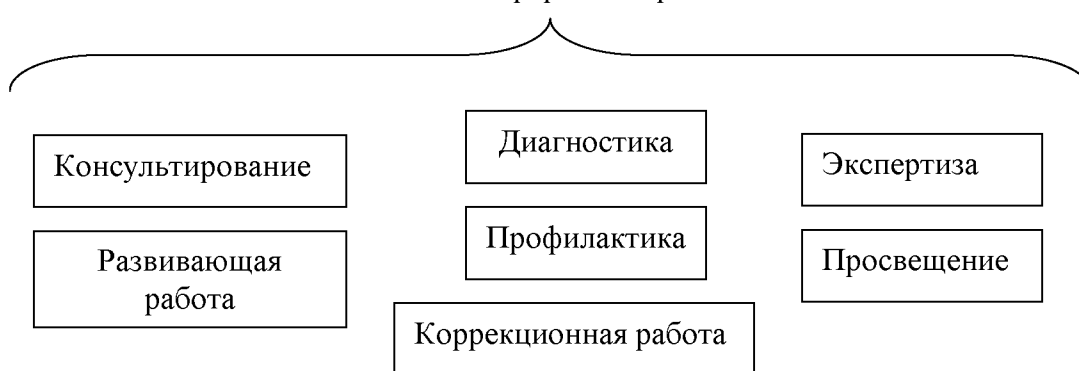 Консультирование
Диагностика
Экспертиза
Развивающая
работа
Профилактика
Просвещение
Коррекционная работа